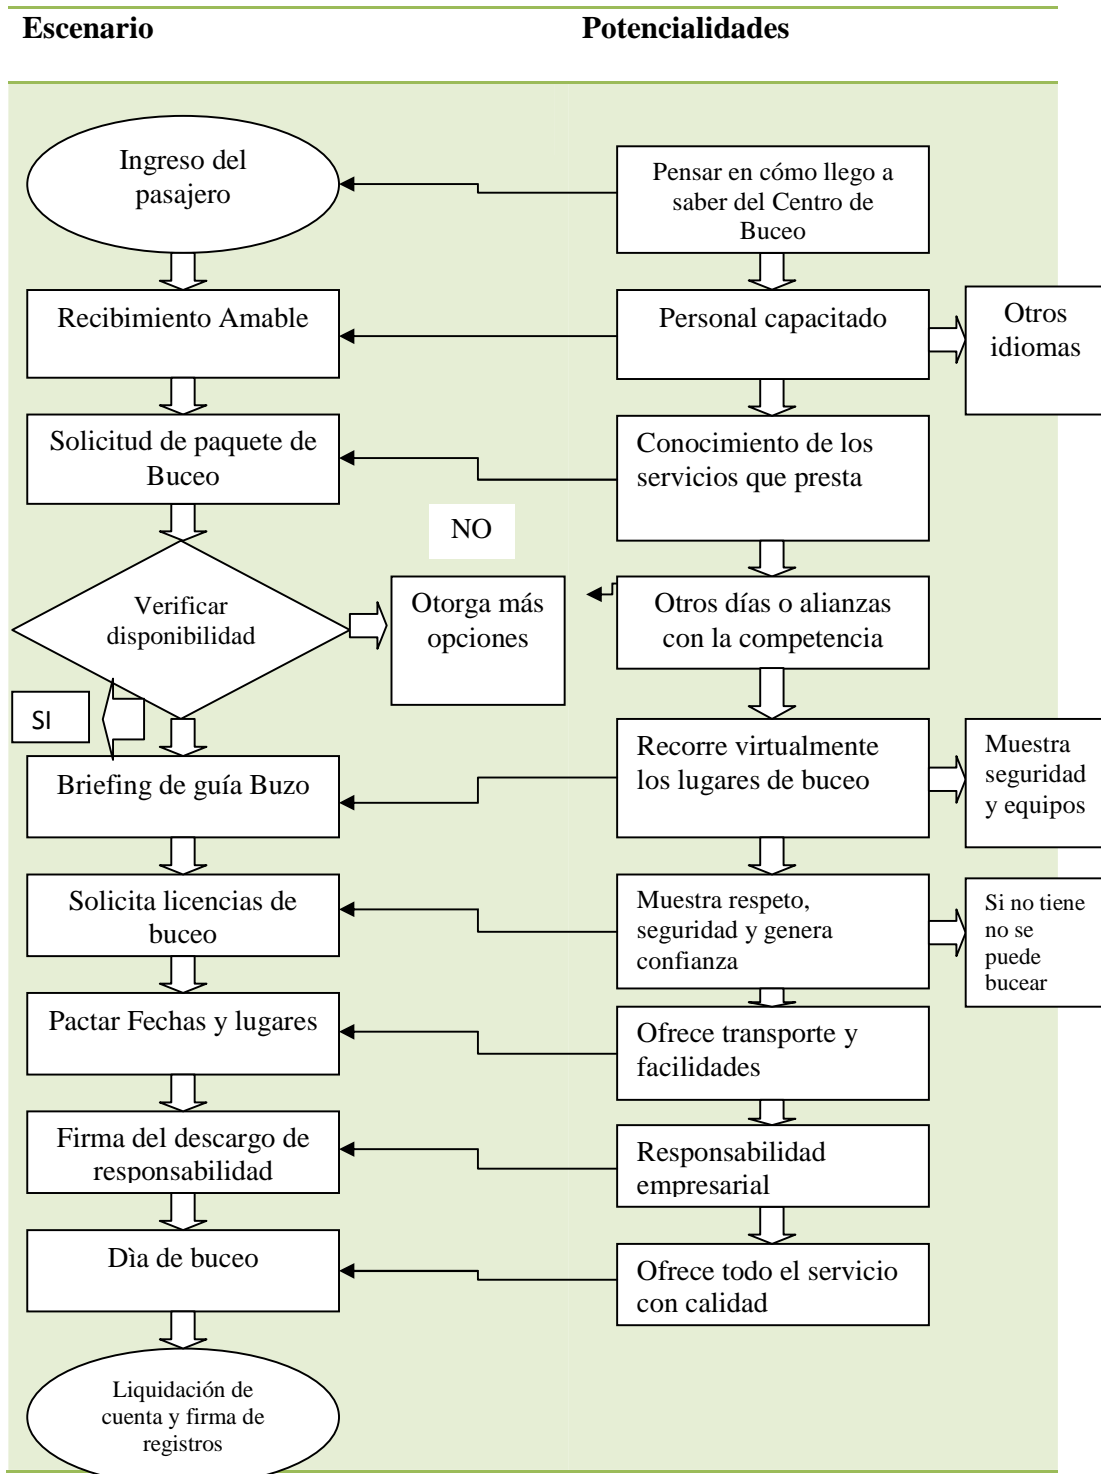 Escenario
Potencialidades
Ingreso del
pasajero
Pensar en cómo llego a
saber del Centro de
Buceo
Recibimiento Amable
Personal capacitado
Otros
idiomas
Solicitud de paquete de
Buceo
Conocimiento de los
servicios que presta
NO
Verificar
disponibilidad
Otorga más
opciones
Otros días o alianzas
con la competencia
SI
Briefing de guía Buzo
Recorre virtualmente
los lugares de buceo
Muestra
seguridad
y equipos
Solicita licencias de
buceo
Muestra respeto,
seguridad y genera
confianza
Si no tiene
no se
puede
bucear
Pactar Fechas y lugares
Ofrece transporte y
facilidades
Firma del descargo de
responsabilidad
Responsabilidad
empresarial
Dìa de buceo
Ofrece todo el servicio
con calidad
Liquidación de
cuenta y firma de
registros